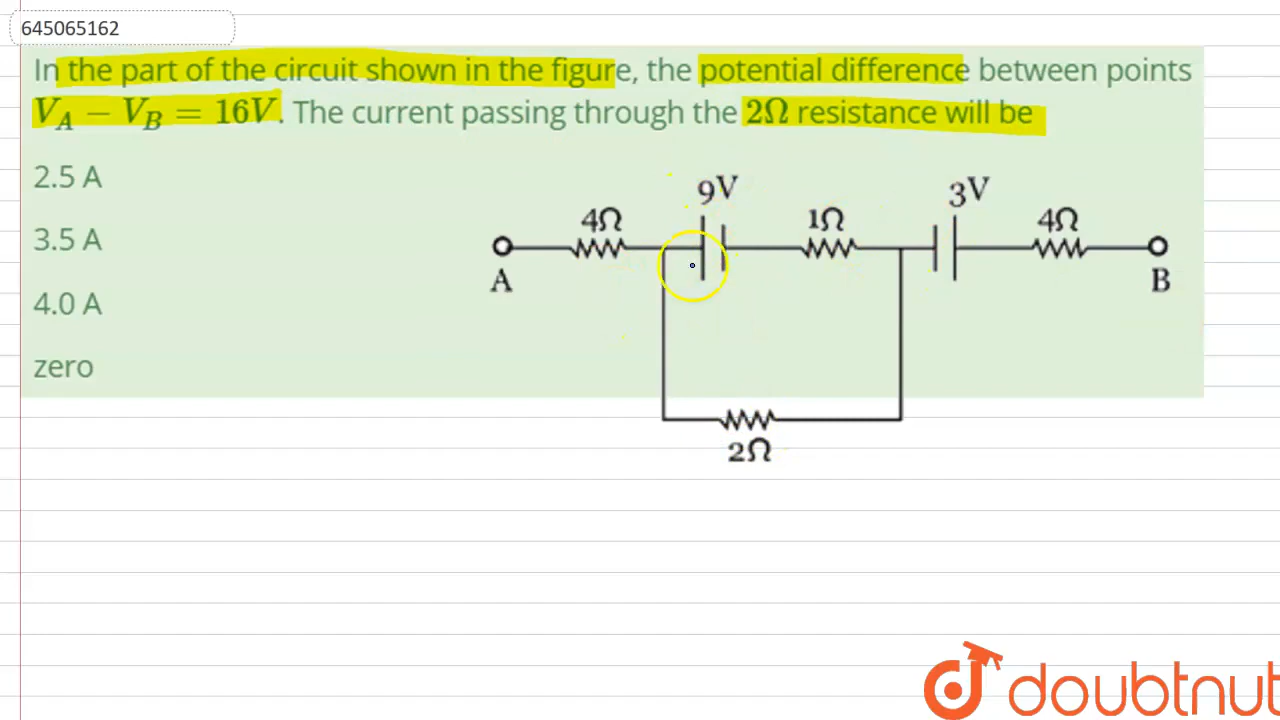 645065162
In the part of the circuit shown in the figure, the potential difference between points
V_A − V_B = 16V. The current passing through the 2Ω resistance will be
2.5 A
3.5 A
4.0 A
zero
9V
3V
4Ω
1Ω
4Ω
A
B
2Ω
doubtnut